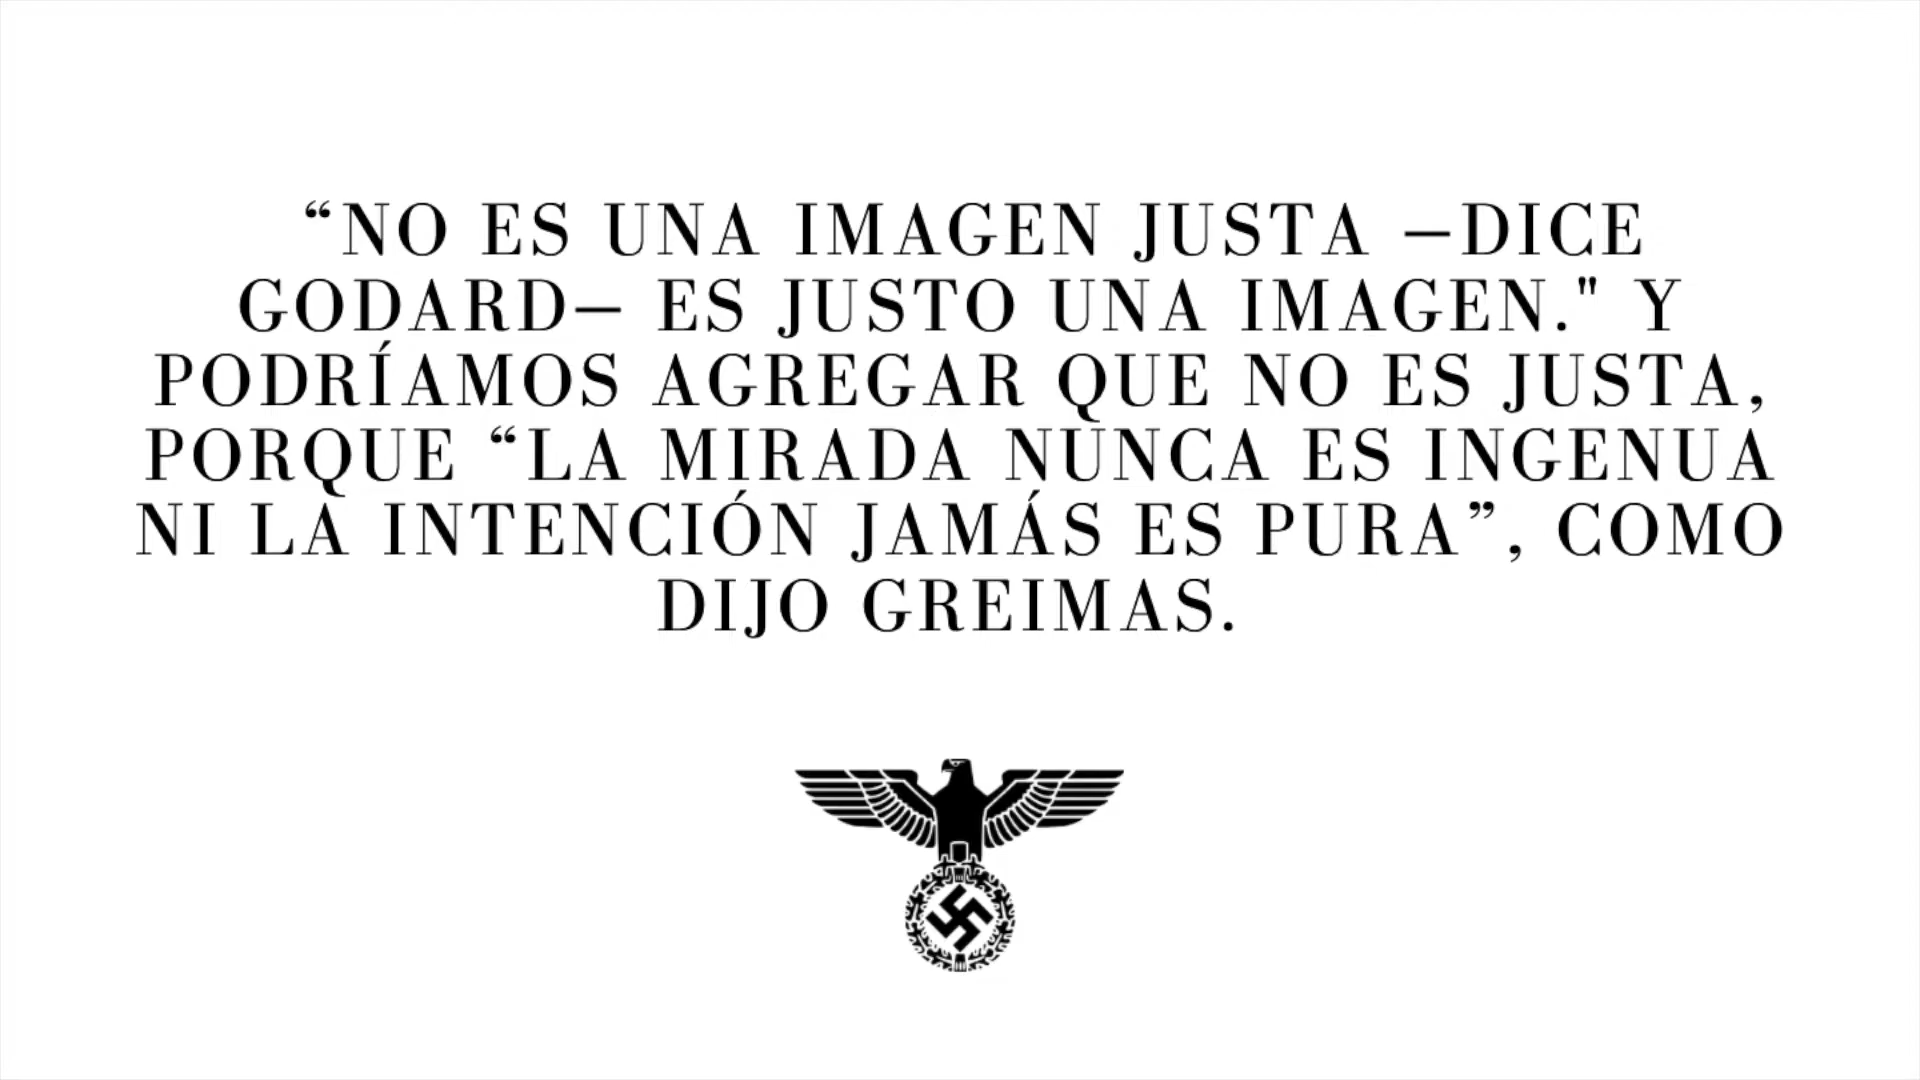 “NO ES UNA IMAGEN JUSTA —DICE
GODARD— ES JUSTO UNA IMAGEN." Y
PODRÍAMOS AGREGAR QUE NO ES JUSTA,
PORQUE “LA MIRADA NUNCA ES INGENUA
NI LA INTENCIÓN JAMÁS ES PURA”, COMO
DIJO GREIMAS.